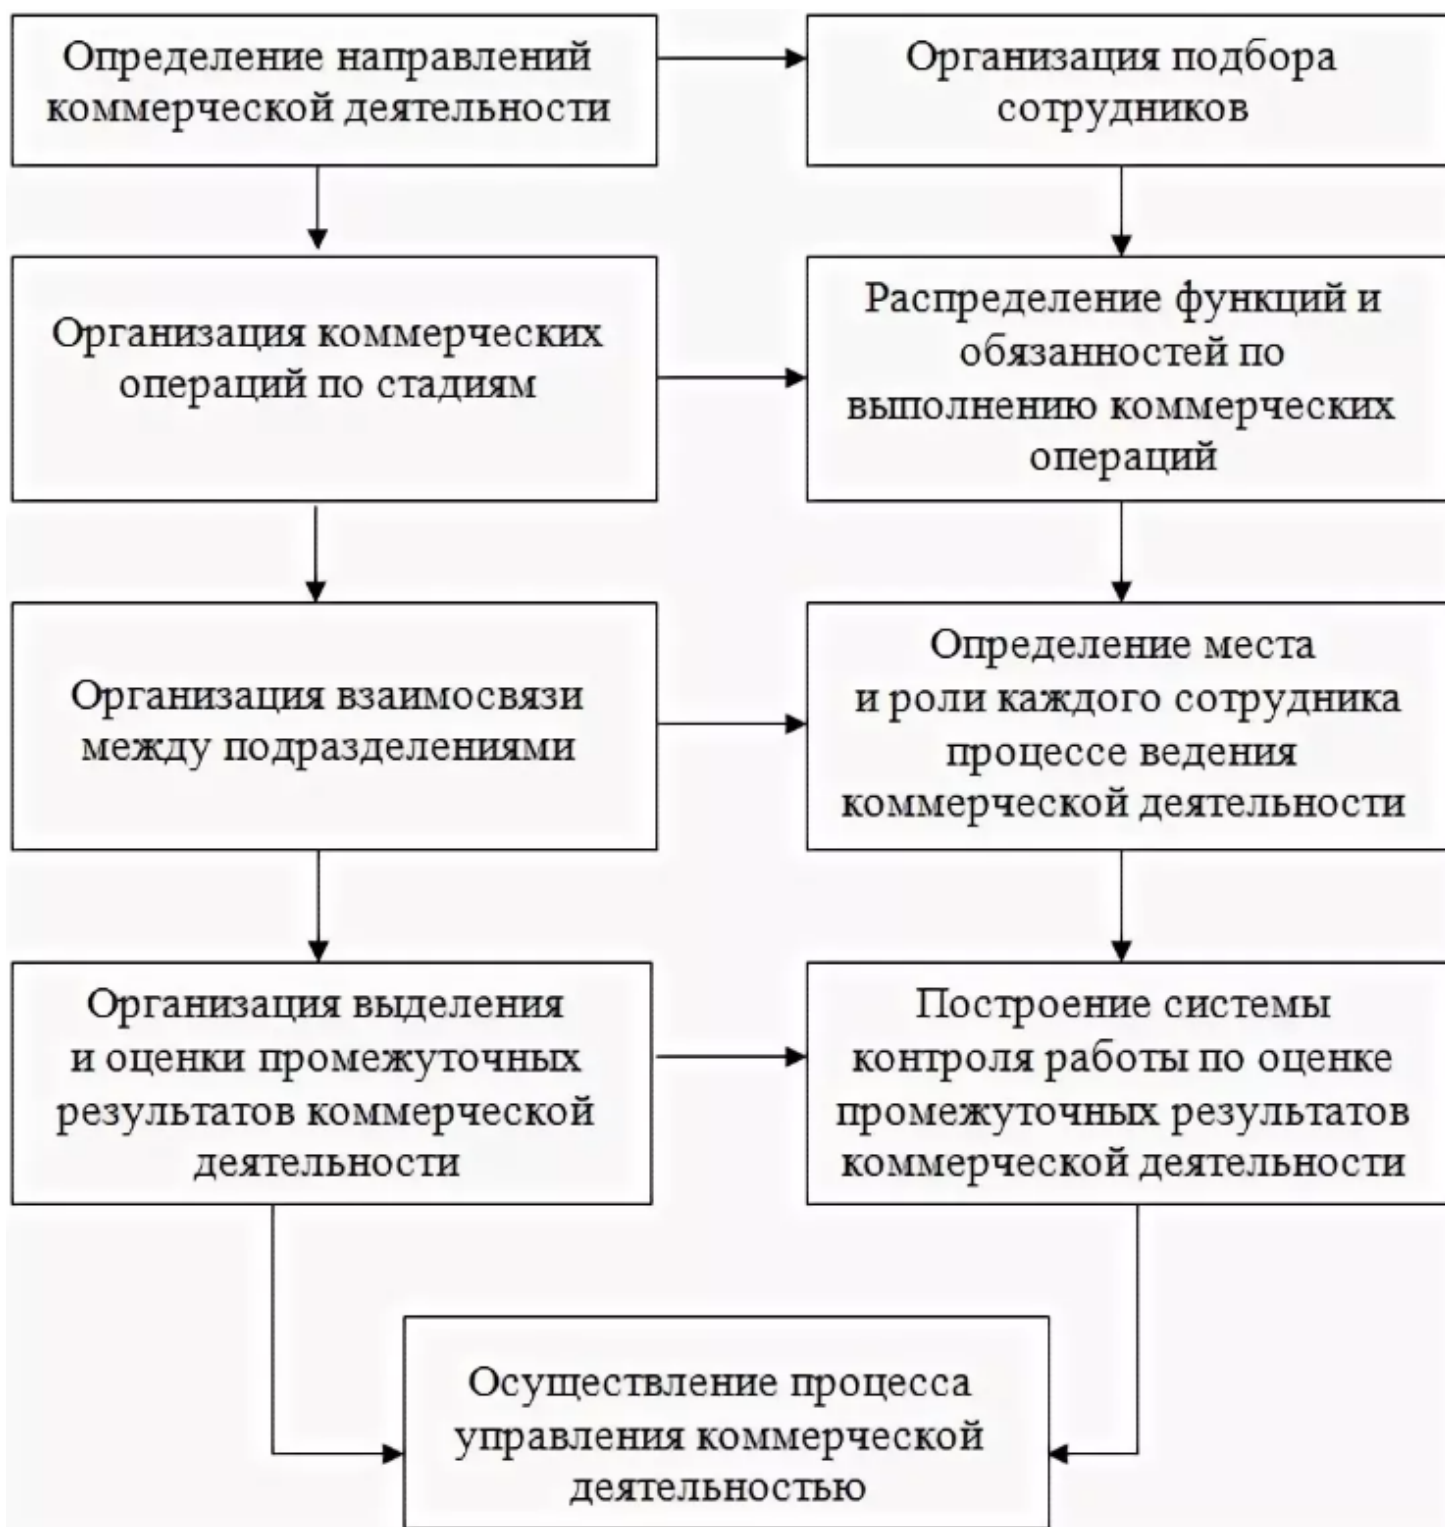 Определение направлений
коммерческой деятельности
Организация подбора
сотрудников
Организация коммерческих
операций по стадиям
Распределение функций и
обязанностей по
выполнению коммерческих
операций
Организация взаимосвязи
между подразделениями
Определение места
и роли каждого сотрудника
процессе ведения
коммерческой деятельности
Организация выделения
и оценки промежуточных
результатов коммерческой
деятельности
Построение системы
контроля работы по оценке
промежуточных результатов
коммерческой деятельности
Осуществление процесса
управления коммерческой
деятельностью